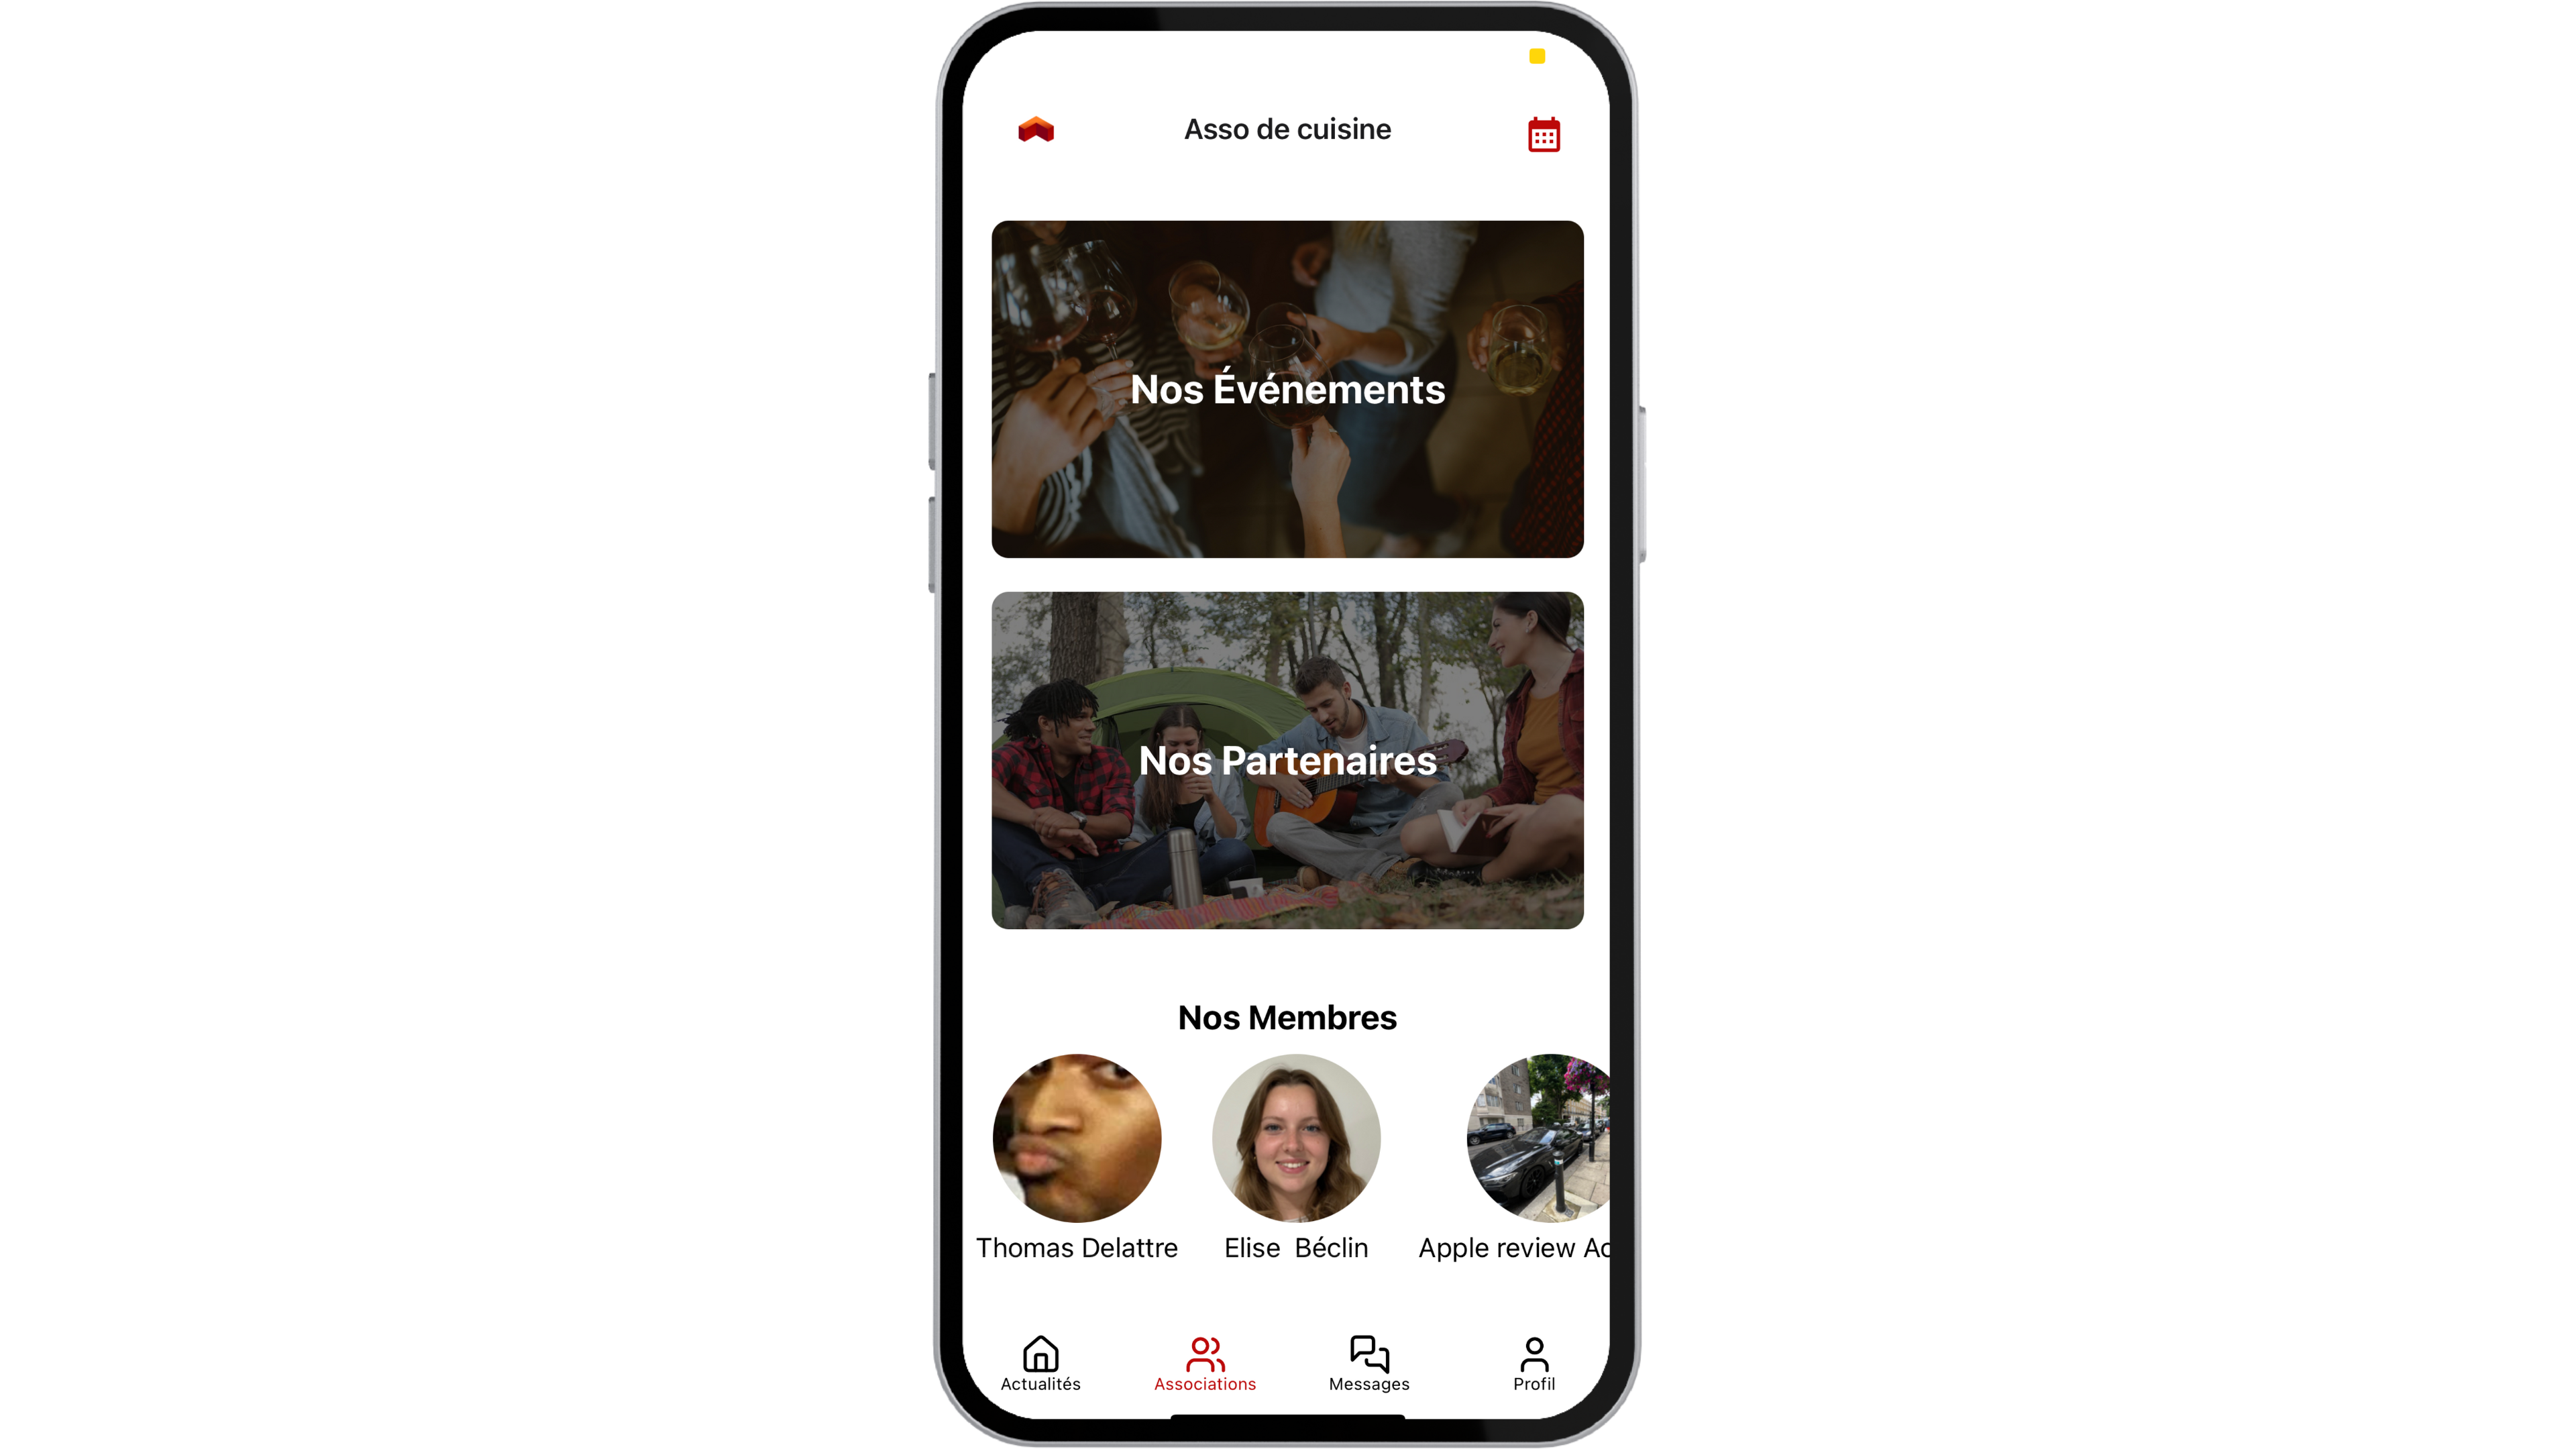 Asso de cuisine
Nos Événements
Nos Partenaires
Nos Membres
Thomas Delattre
Elise Béclin
Apple review Ac
Actualités
Associations
Messages
Profil